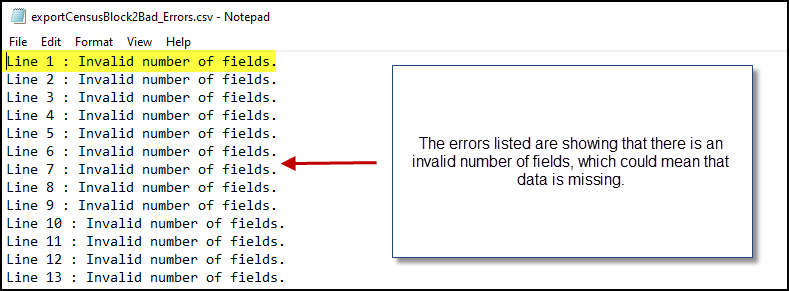 exportCensusBlock2Bad_Errors.csv - Notepad
File Edit Format View Help
Line 1 : Invalid number of fields.
Line 2 : Invalid number of fields.
Line 3 : Invalid number of fields.
Line 4 : Invalid number of fields.
Line 5 : Invalid number of fields.
Line 6 : Invalid number of fields.
Line 7 : Invalid number of fields.
Line 8 : Invalid number of fields.
Line 9 : Invalid number of fields.
Line 10 : Invalid number of fields.
Line 11 : Invalid number of fields.
Line 12 : Invalid number of fields.
Line 13 : Invalid number of fields.
The errors listed are showing that there is an
invalid number of fields, which could mean that
data is missing.